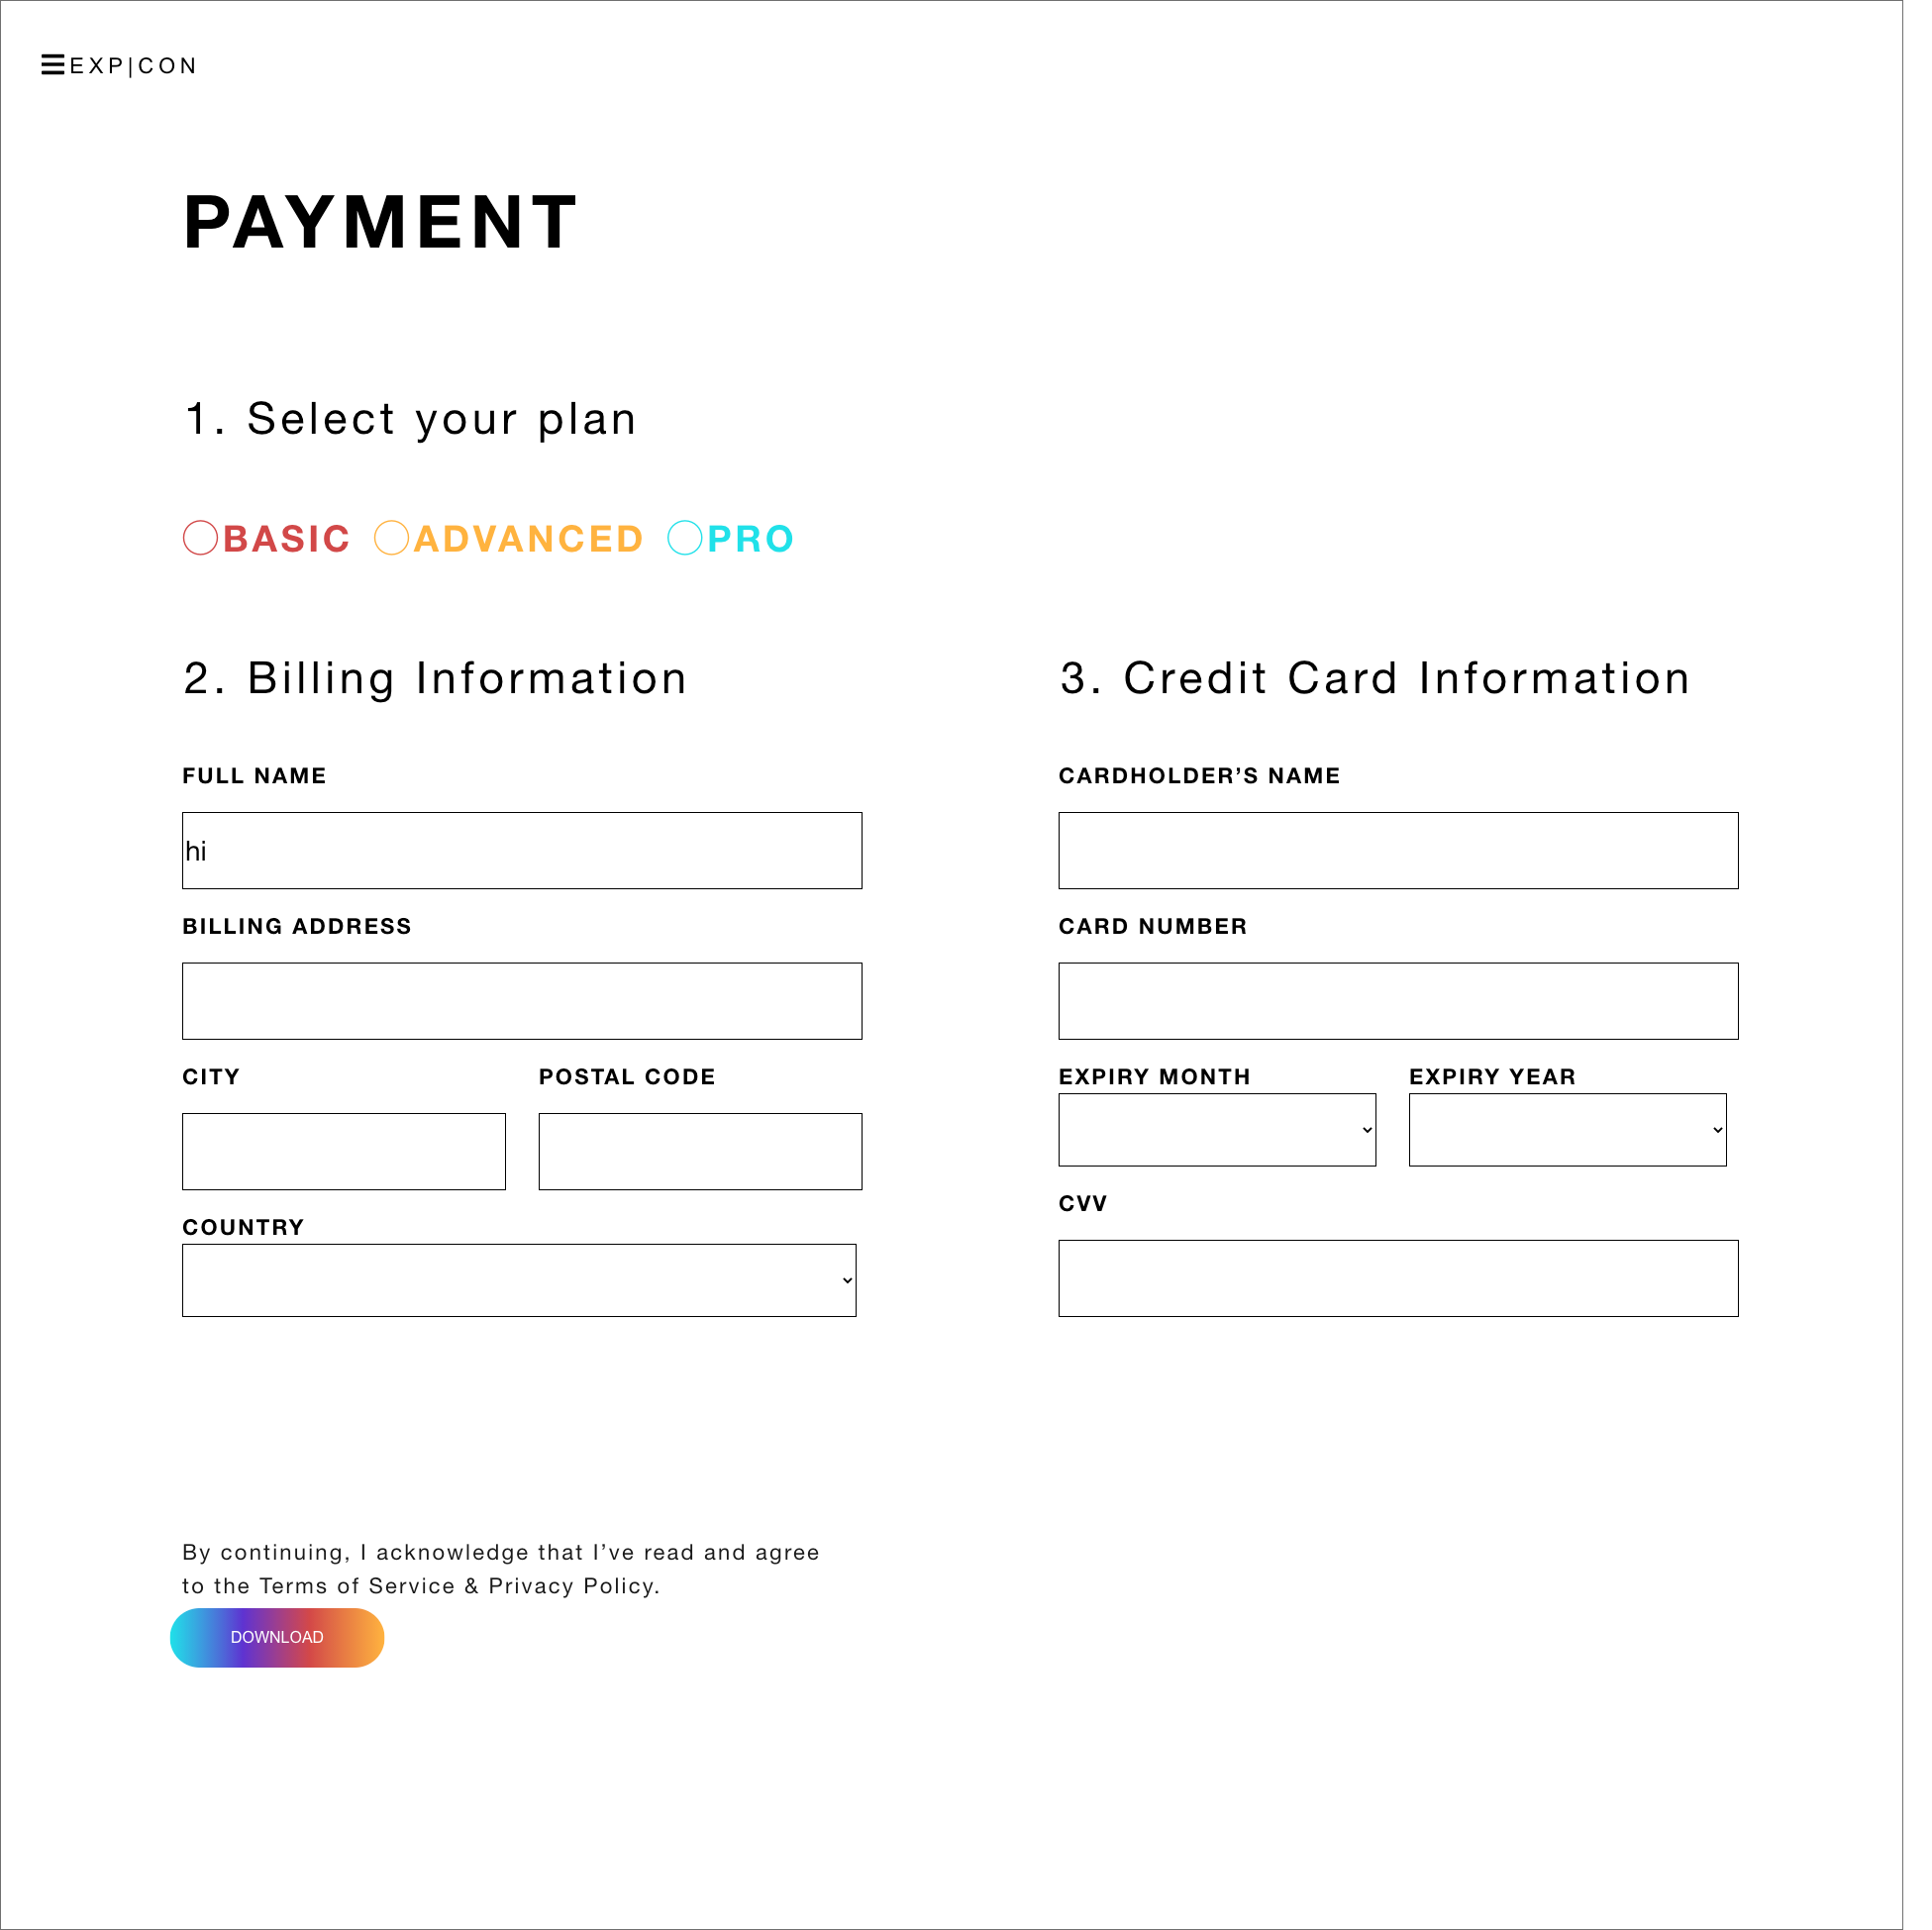 EXP|CON
PAYMENT
1. Select your plan
BASIC ADVANCED PRO
2. Billing Information
FULL NAME
hi
BILLING ADDRESS
CITY POSTAL CODE
COUNTRY
3. Credit Card Information
CARDHOLDER’S NAME
CARD NUMBER
EXPIRY MONTH EXPIRY YEAR
CVV
By continuing, I acknowledge that I’ve read and agree
to the Terms of Service & Privacy Policy.
DOWNLOAD